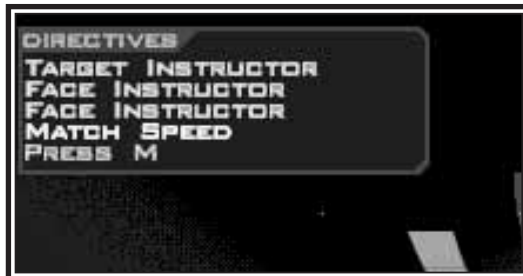 DIRECTIVES
TARGET INSTRUCTOR
FACE INSTRUCTOR
FACE INSTRUCTOR
MATCH SPEED
PRESS M